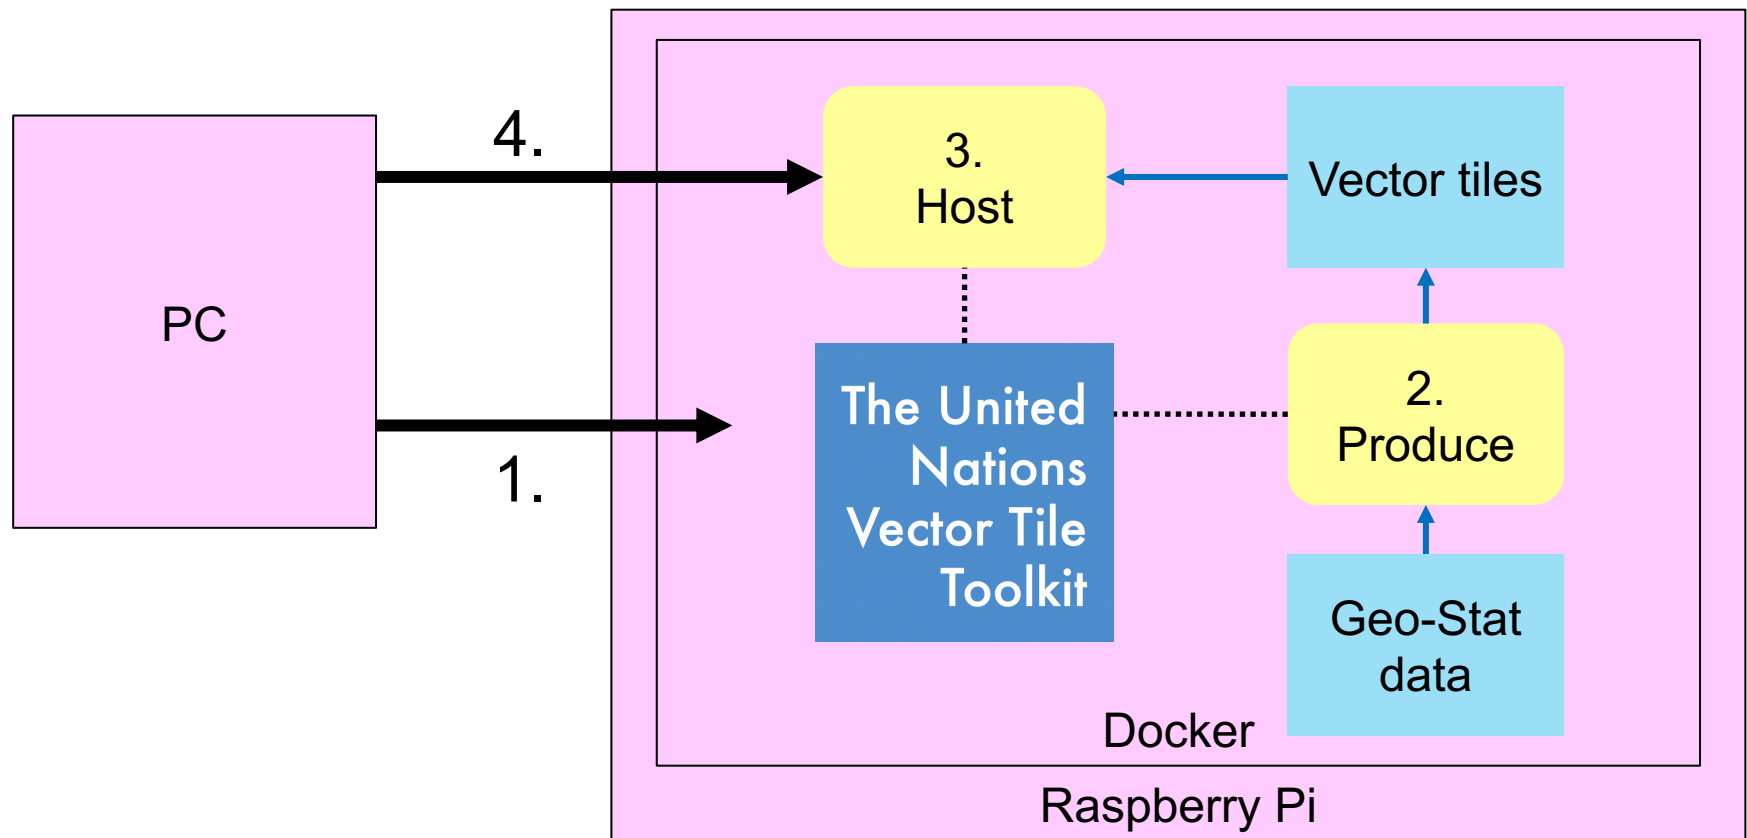 PC
4.
1.
3.
Host
Vector tiles
The United
Nations
Vector Tile
Toolkit
2.
Produce
Geo-Stat
data
Docker
Raspberry Pi